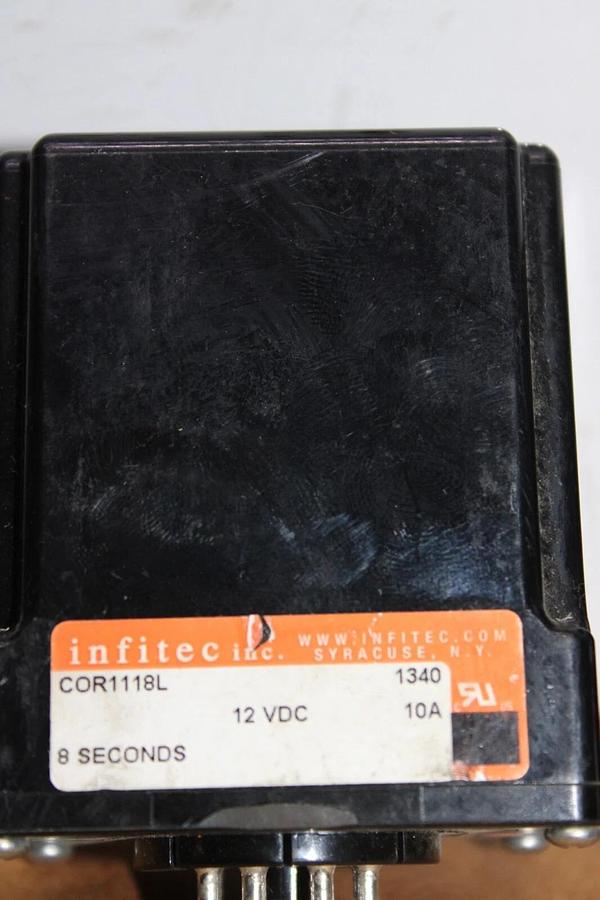 infitec inc. WWW.INFITEC.COM
SYRACUSE, N.Y.
COR1118L 1340
12 VDC 10A
8 SECONDS